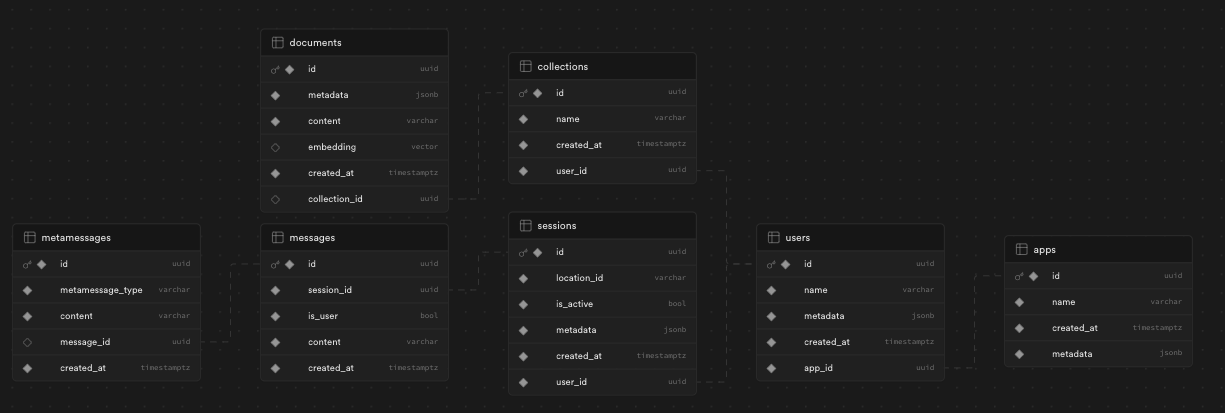 documents
id uuid
metadata jsonb
content varchar
embedding vector
created_at timestamptz
collection_id uuid
collections
id uuid
name varchar
created_at timestamptz
user_id uuid
metamessages
id uuid
metamessage_type varchar
content varchar
message_id uuid
created_at timestamptz
messages
id uuid
session_id uuid
is_user bool
content varchar
created_at timestamptz
sessions
id uuid
location_id varchar
is_active bool
metadata jsonb
created_at timestamptz
user_id uuid
users
id uuid
name varchar
metadata jsonb
created_at timestamptz
app_id uuid
apps
id uuid
name varchar
created_at timestamptz
metadata jsonb